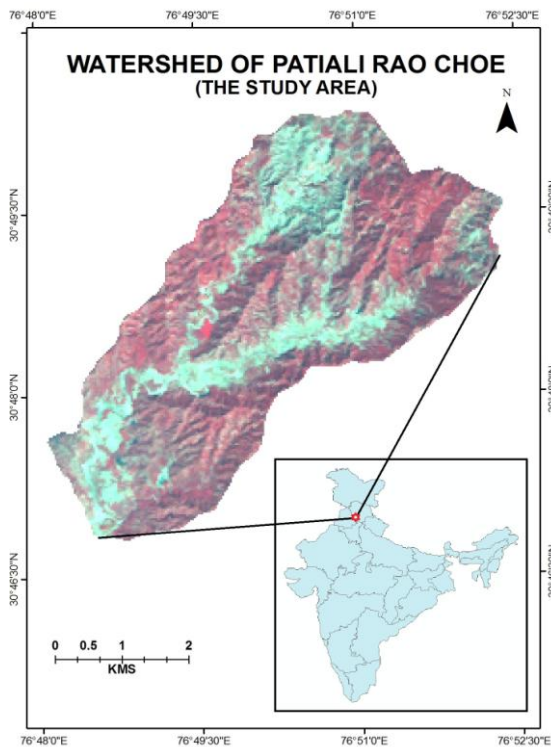 76°48'0"E 76°49'30"E 76°51'0"E 76°52'30"E
WATERSHED OF PATIALI RAO CHOE
(THE STUDY AREA)
N
30°49'30"N
30°48'0"N
30°46'30"N
0 0.5 1 2
KMS
76°48'0"E 76°49'30"E 76°51'0"E 76°52'30"E